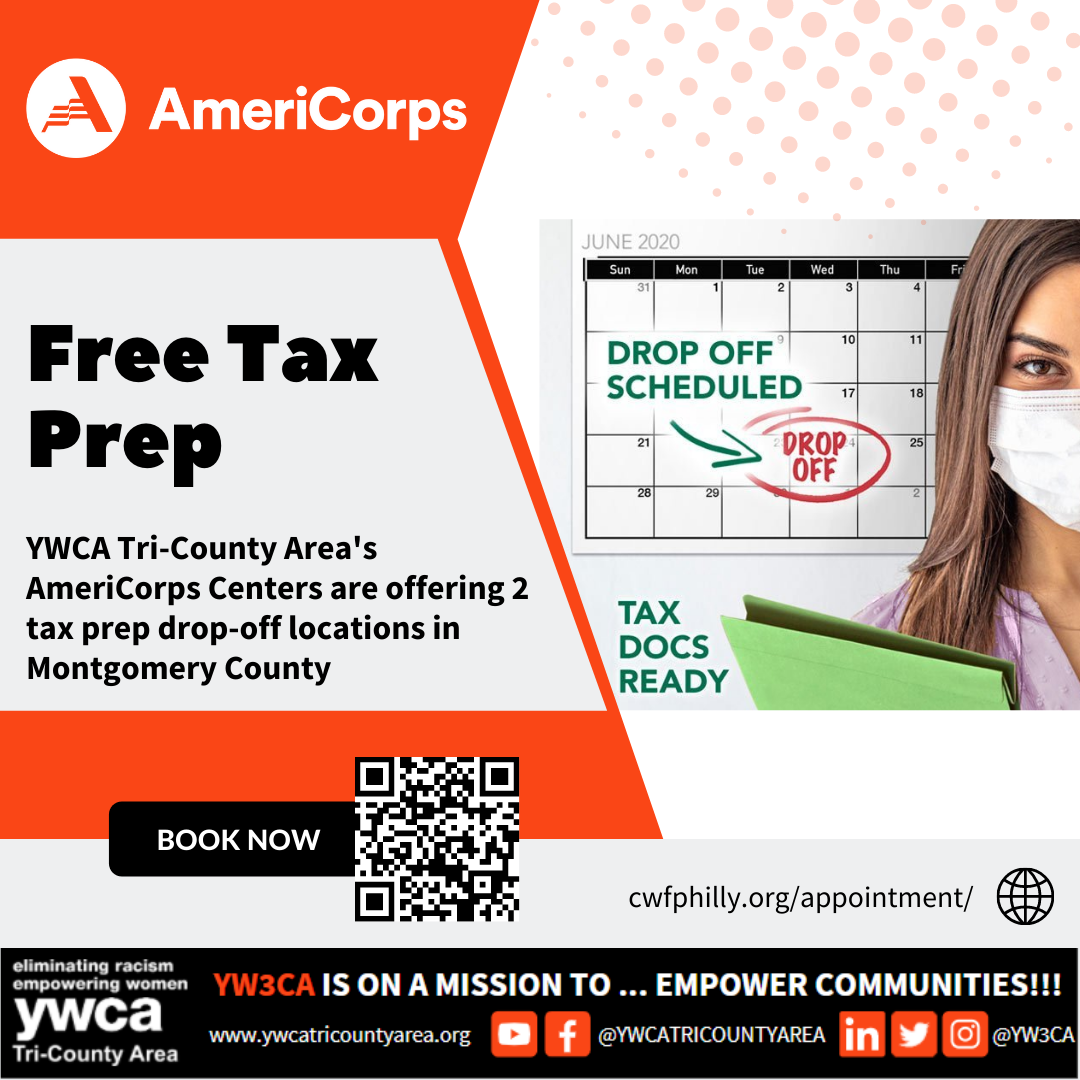 AmeriCorps
Free Tax
Prep
YWCA Tri-County Area's
AmeriCorps Centers are offering 2
tax prep drop-off locations in
Montgomery County
JUNE 2020
Sun Mon Tue Wed Thu Fri
31 1 2 3 4
9 10 11
DROP OFF
SCHEDULED
17 18
21 25
DROP
OFF
28 29 30 2
TAX
DOCS
READY
BOOK NOW
cwfphilly.org/appointment/
eliminating racism
empowering women
ywca
Tri-County Area
YW3CA IS ON A MISSION TO ... EMPOWER COMMUNITIES!!!
www.ywcatricountyarea.org @YWCATRICOUNTYAREA @YW3CA